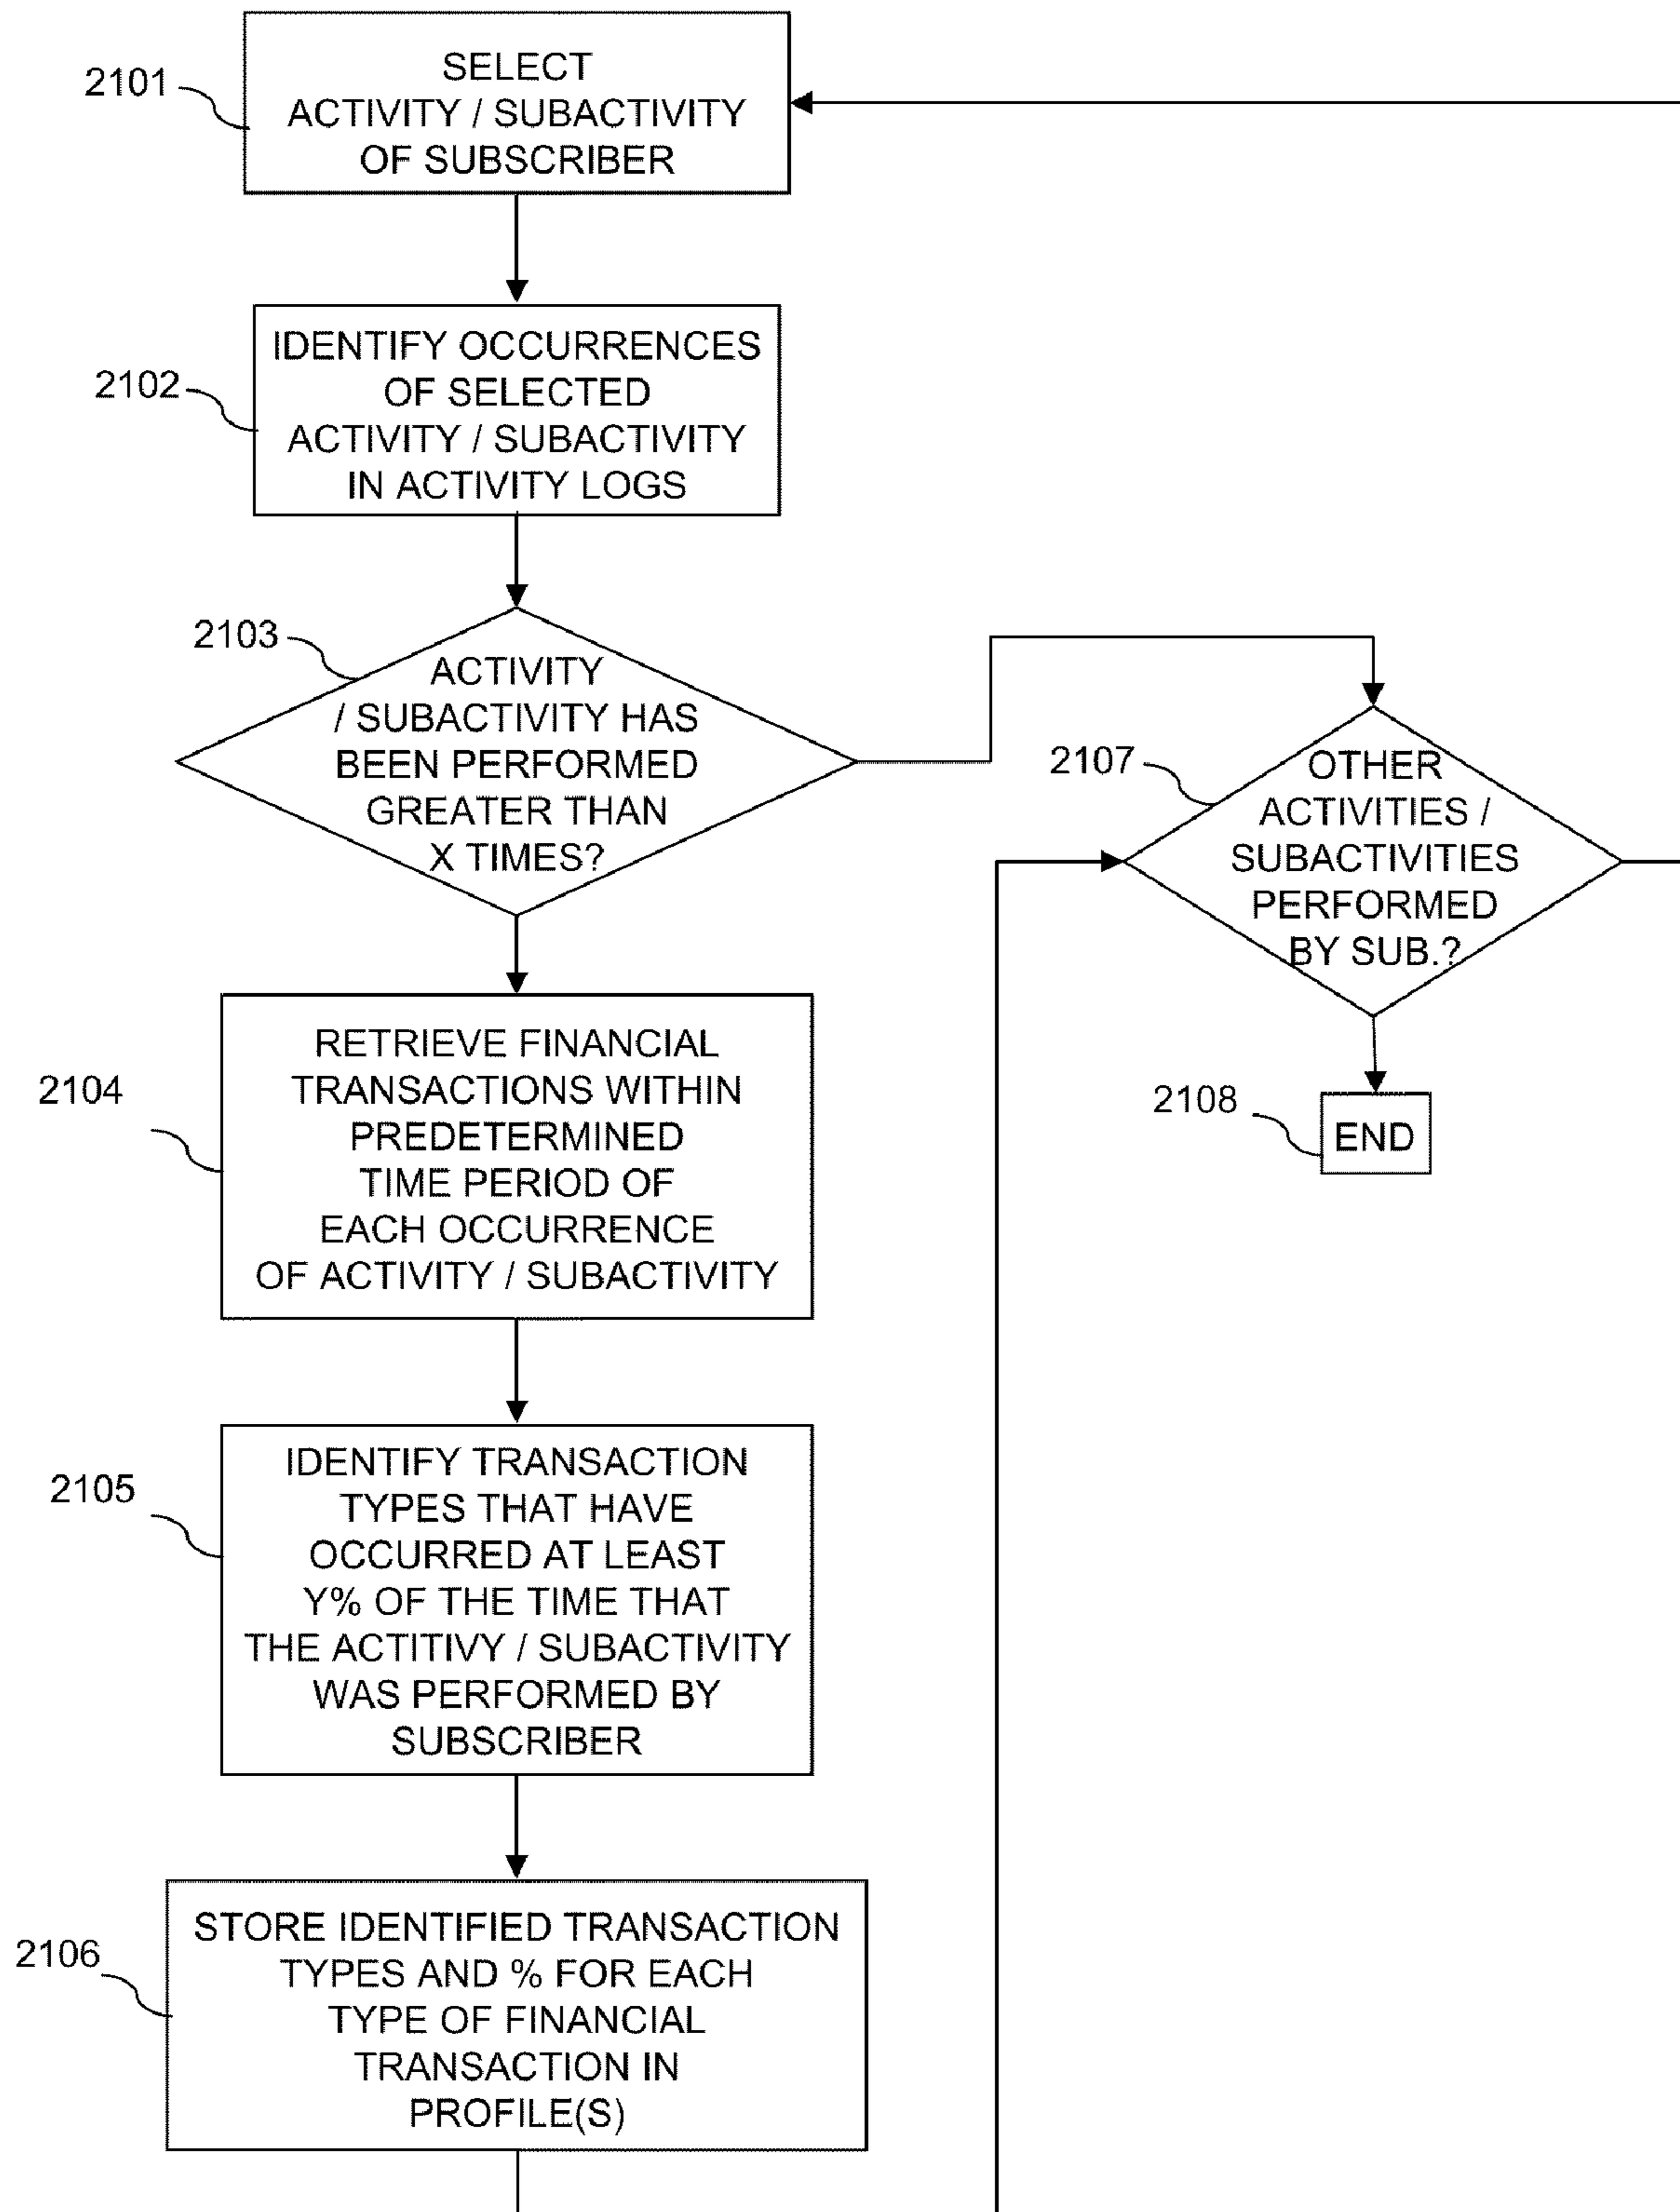 2101
SELECT
ACTIVITY / SUBACTIVITY
OF SUBSCRIBER
2102
IDENTIFY OCCURRENCES
OF SELECTED
ACTIVITY / SUBACTIVITY
IN ACTIVITY LOGS
2103
ACTIVITY
/ SUBACTIVITY HAS
BEEN PERFORMED
GREATER THAN
X TIMES?
2104
RETRIEVE FINANCIAL
TRANSACTIONS WITHIN
PREDETERMINED
TIME PERIOD OF
EACH OCCURRENCE
OF ACTIVITY / SUBACTIVITY
2105
IDENTIFY TRANSACTION
TYPES THAT HAVE
OCCURRED AT LEAST
Y% OF THE TIME THAT
THE ACTITIVY / SUBACTIVITY
WAS PERFORMED BY
SUBSCRIBER
2106
STORE IDENTIFIED TRANSACTION
TYPES AND % FOR EACH
TYPE OF FINANCIAL
TRANSACTION IN
PROFILE(S)
2107
OTHER
ACTIVITIES /
SUBACTIVITIES
PERFORMED
BY SUB.?
2108
END